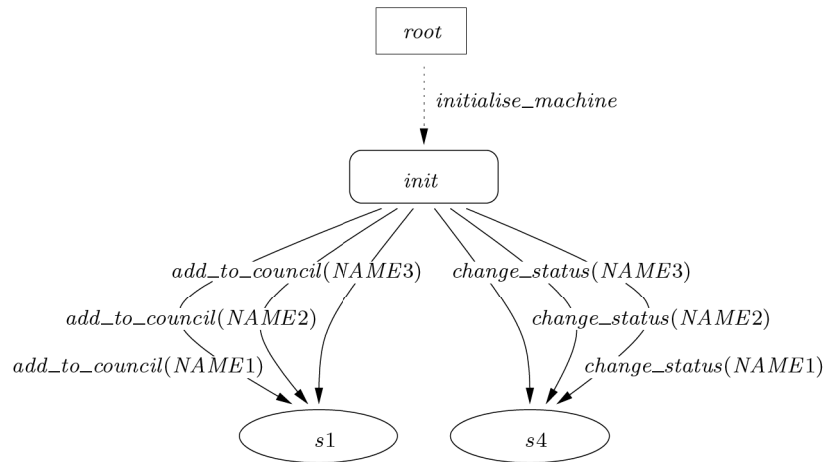 root
initialise_machine
init
add_to_council(NAME3) change_status(NAME3)
add_to_council(NAME2) change_status(NAME2)
add_to_council(NAME1) change_status(NAME1)
s1 s4